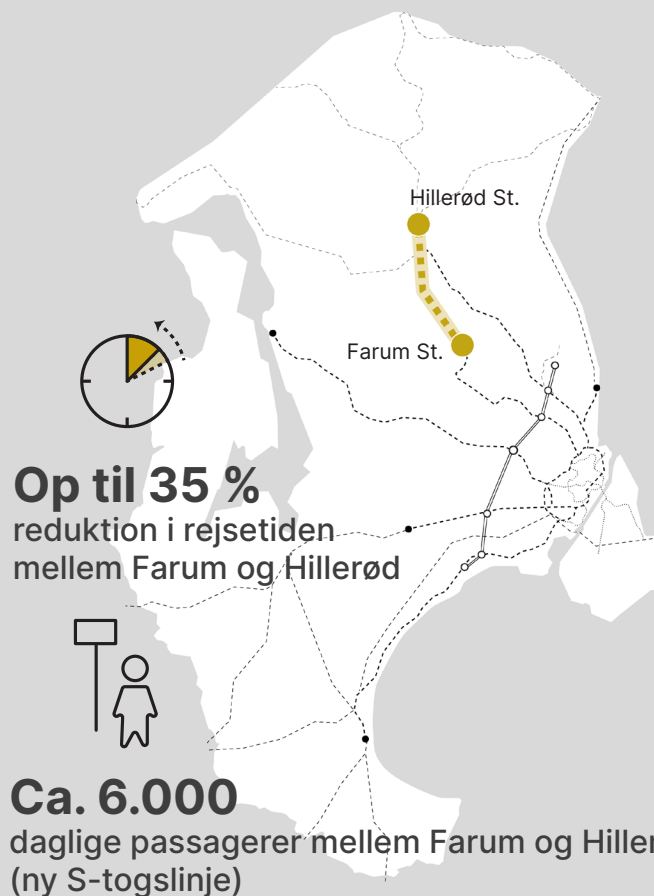 Hillerød St.
Farum St.
Op til 35 %
reduktion i rejsetiden
mellem Farum og Hillerød
Ca. 6.000
daglige passagerer mellem Farum og Hiller
(ny S-togslinje)